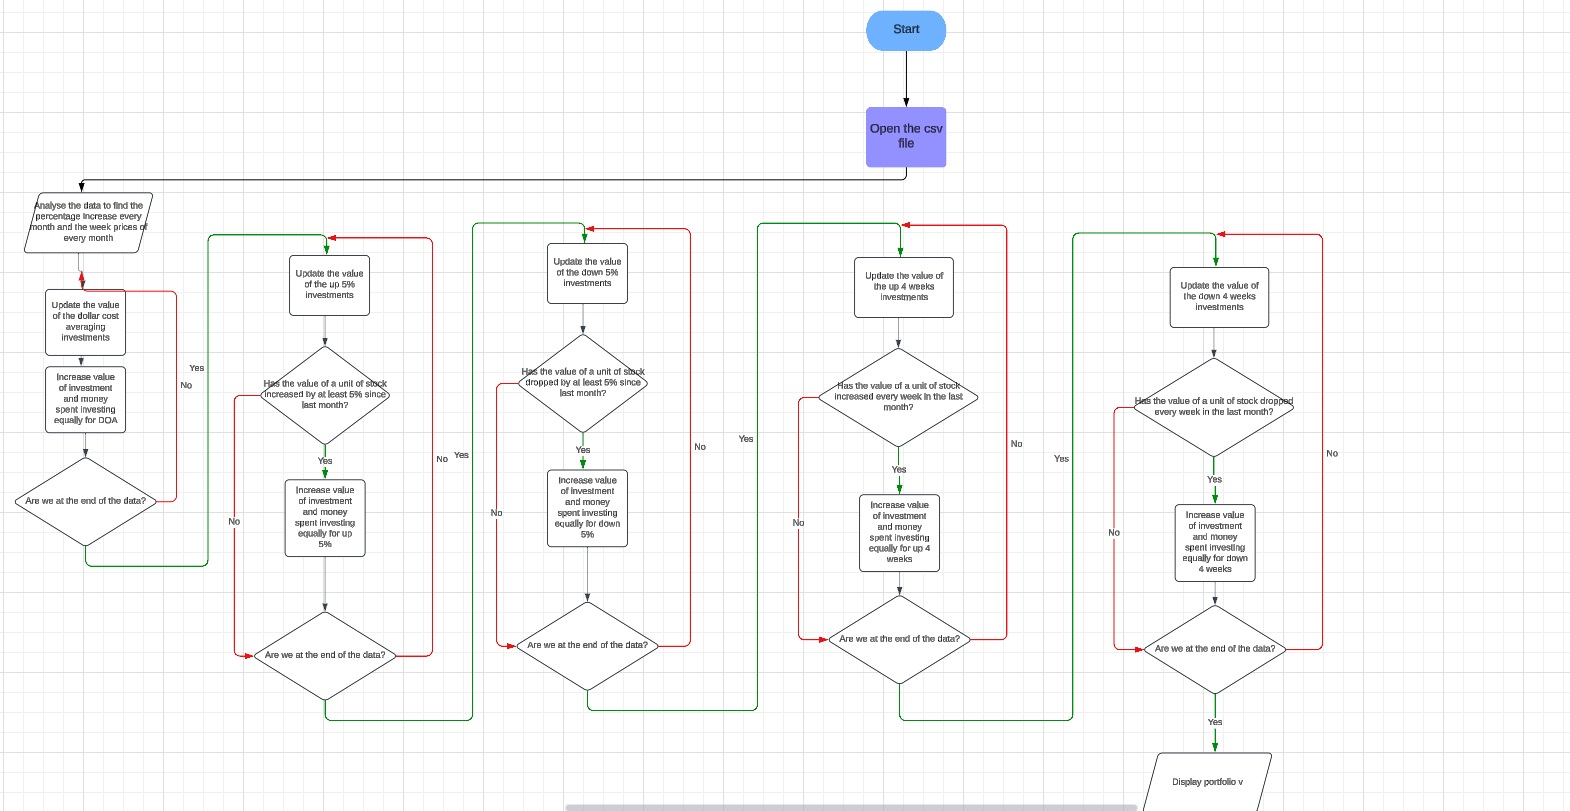 Start
Open the csv
file
Analyse the data to find the
percentage increase every
month and the week prices of
every month
Update the value
of the dollar cost
averaging
investments
Increase value
of investment
and money
spent investing
equally for DOA
Are we at the end of the data?
No
Yes
Update the value
of the up 5%
investments
Has the value of a unit of stock
increased by at least 5% since
last month?
Yes
No
Increase value
of investment
and money
spent investing
equally for up
5%
Are we at the end of the data?
No
Yes
Update the value
of the down 5%
investments
Has the value of a unit of stock
dropped by at least 5% since
last month?
Yes
No
Increase value
of investment
and money
spent investing
equally for down
5%
Are we at the end of the data?
No
Yes
Update the value of
the up 4 weeks
investments
Has the value of a unit of stock
increased every week in the last
month?
Yes
No
Increase value
of investment
and money
spent investing
equally for up 4
weeks
Are we at the end of the data?
No
Yes
Update the value of
the down 4 weeks
investments
Has the value of a unit of stock dropped
every week in the last month?
Yes
No
Increase value
of investment
and money
spent investing
equally for down
4 weeks
Are we at the end of the data?
No
Yes
Display portfolio v